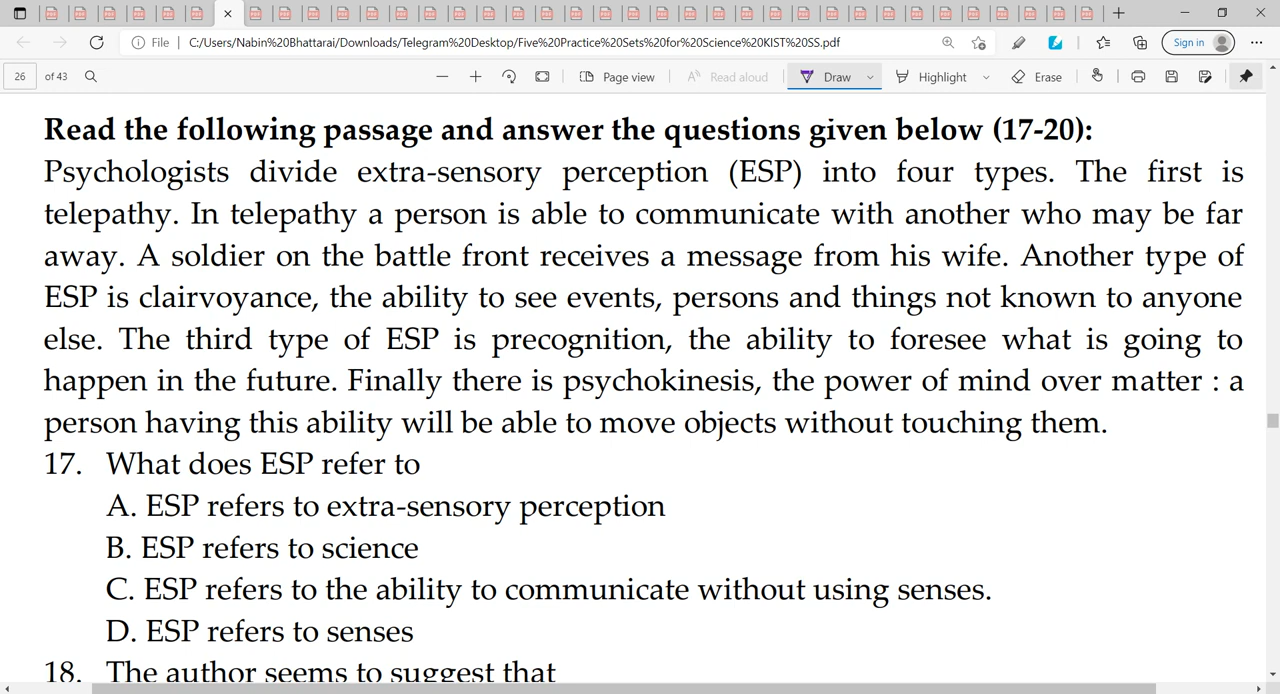 File | C:/Users/Nabin%20Bhattarai/Downloads/Telegram%20Desktop/Five%20Practice%20Sets%20for%20Science%20KIST%20SS.pdf
Sign in
26 of 43
Page view
Read aloud
Draw
Highlight
Erase
Read the following passage and answer the questions given below (17-20):
Psychologists divide extra-sensory perception (ESP) into four types. The first is
telepathy. In telepathy a person is able to communicate with another who may be far
away. A soldier on the battle front receives a message from his wife. Another type of
ESP is clairvoyance, the ability to see events, persons and things not known to anyone
else. The third type of ESP is precognition, the ability to foresee what is going to
happen in the future. Finally there is psychokinesis, the power of mind over matter : a
person having this ability will be able to move objects without touching them.
17. What does ESP refer to
A. ESP refers to extra-sensory perception
B. ESP refers to science
C. ESP refers to the ability to communicate without using senses.
D. ESP refers to senses
18. The author seems to suggest that